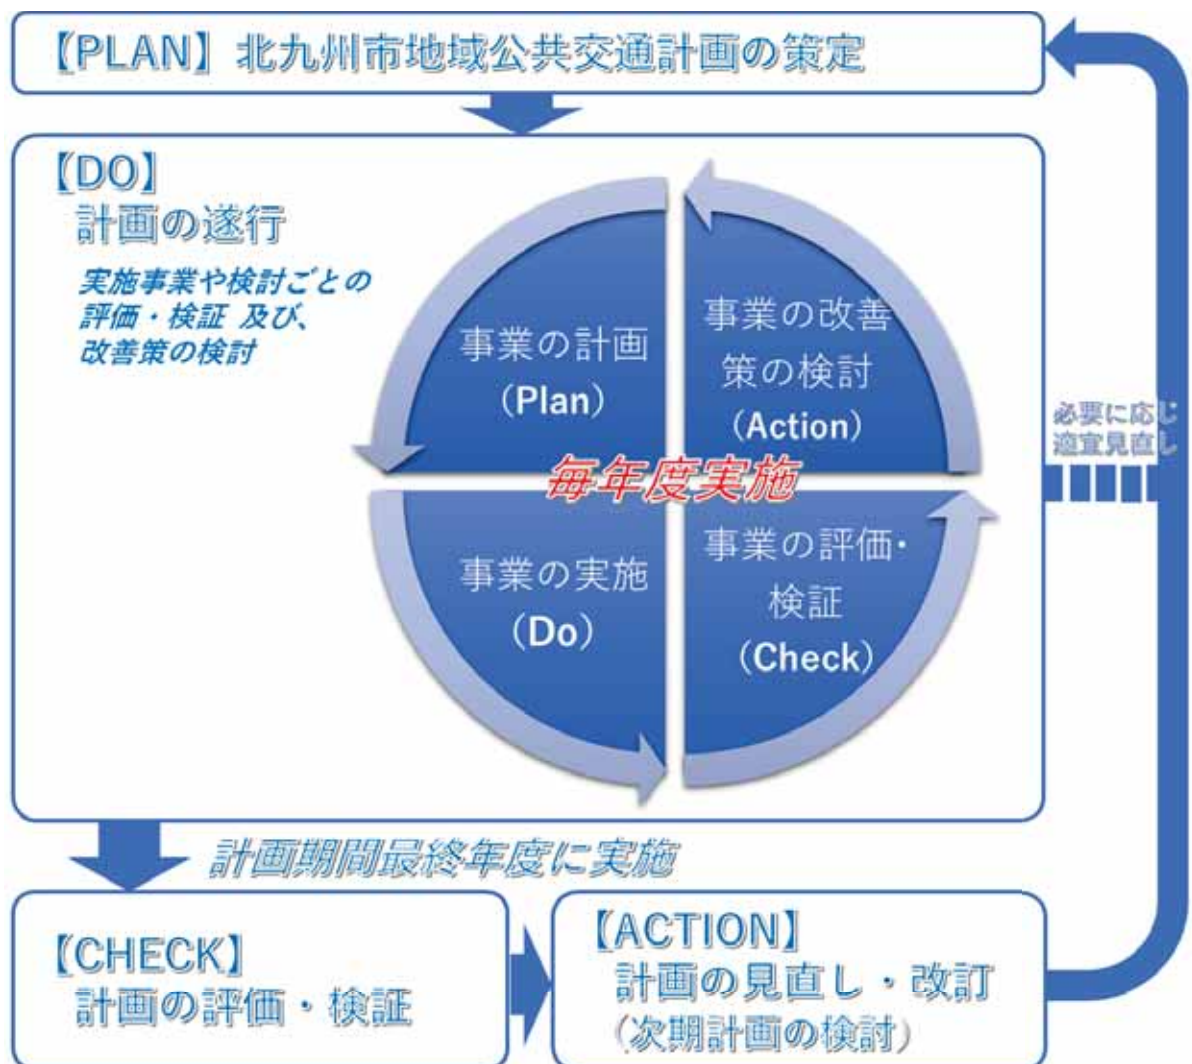 【PLAN】北九州市地域公共交通計画の策定
【DO】
計画の遂行
実施事業や検討ごとの
評価・検証 及び、
改善策の検討
事業の計画
（Plan）
事業の改善
策の検討
（Action）
毎年度実施
事業の実施
（Do）
事業の評価・
検証
（Check）
必要に応じ
適宜見直し
計画期間最終年度に実施
【CHECK】
計画の評価・検証
【ACTION】
計画の見直し・改訂
（次期計画の検討）